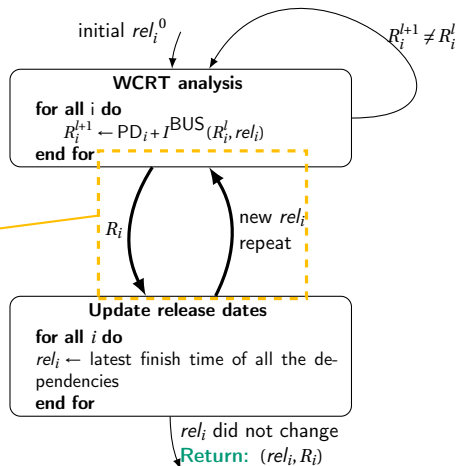 initial rel_i^0
R_i^{l+1} ≠ R_i^l
WCRT analysis
for all i do
R_i^{l+1} ← PD_i + I^{BUS}(R_i^l, rel_i)
end for
R_i
new rel_i
repeat
Update release dates
for all i do
rel_i ← latest finish time of all the de-
pendencies
end for
rel_i did not change
Return: (rel_i, R_i)